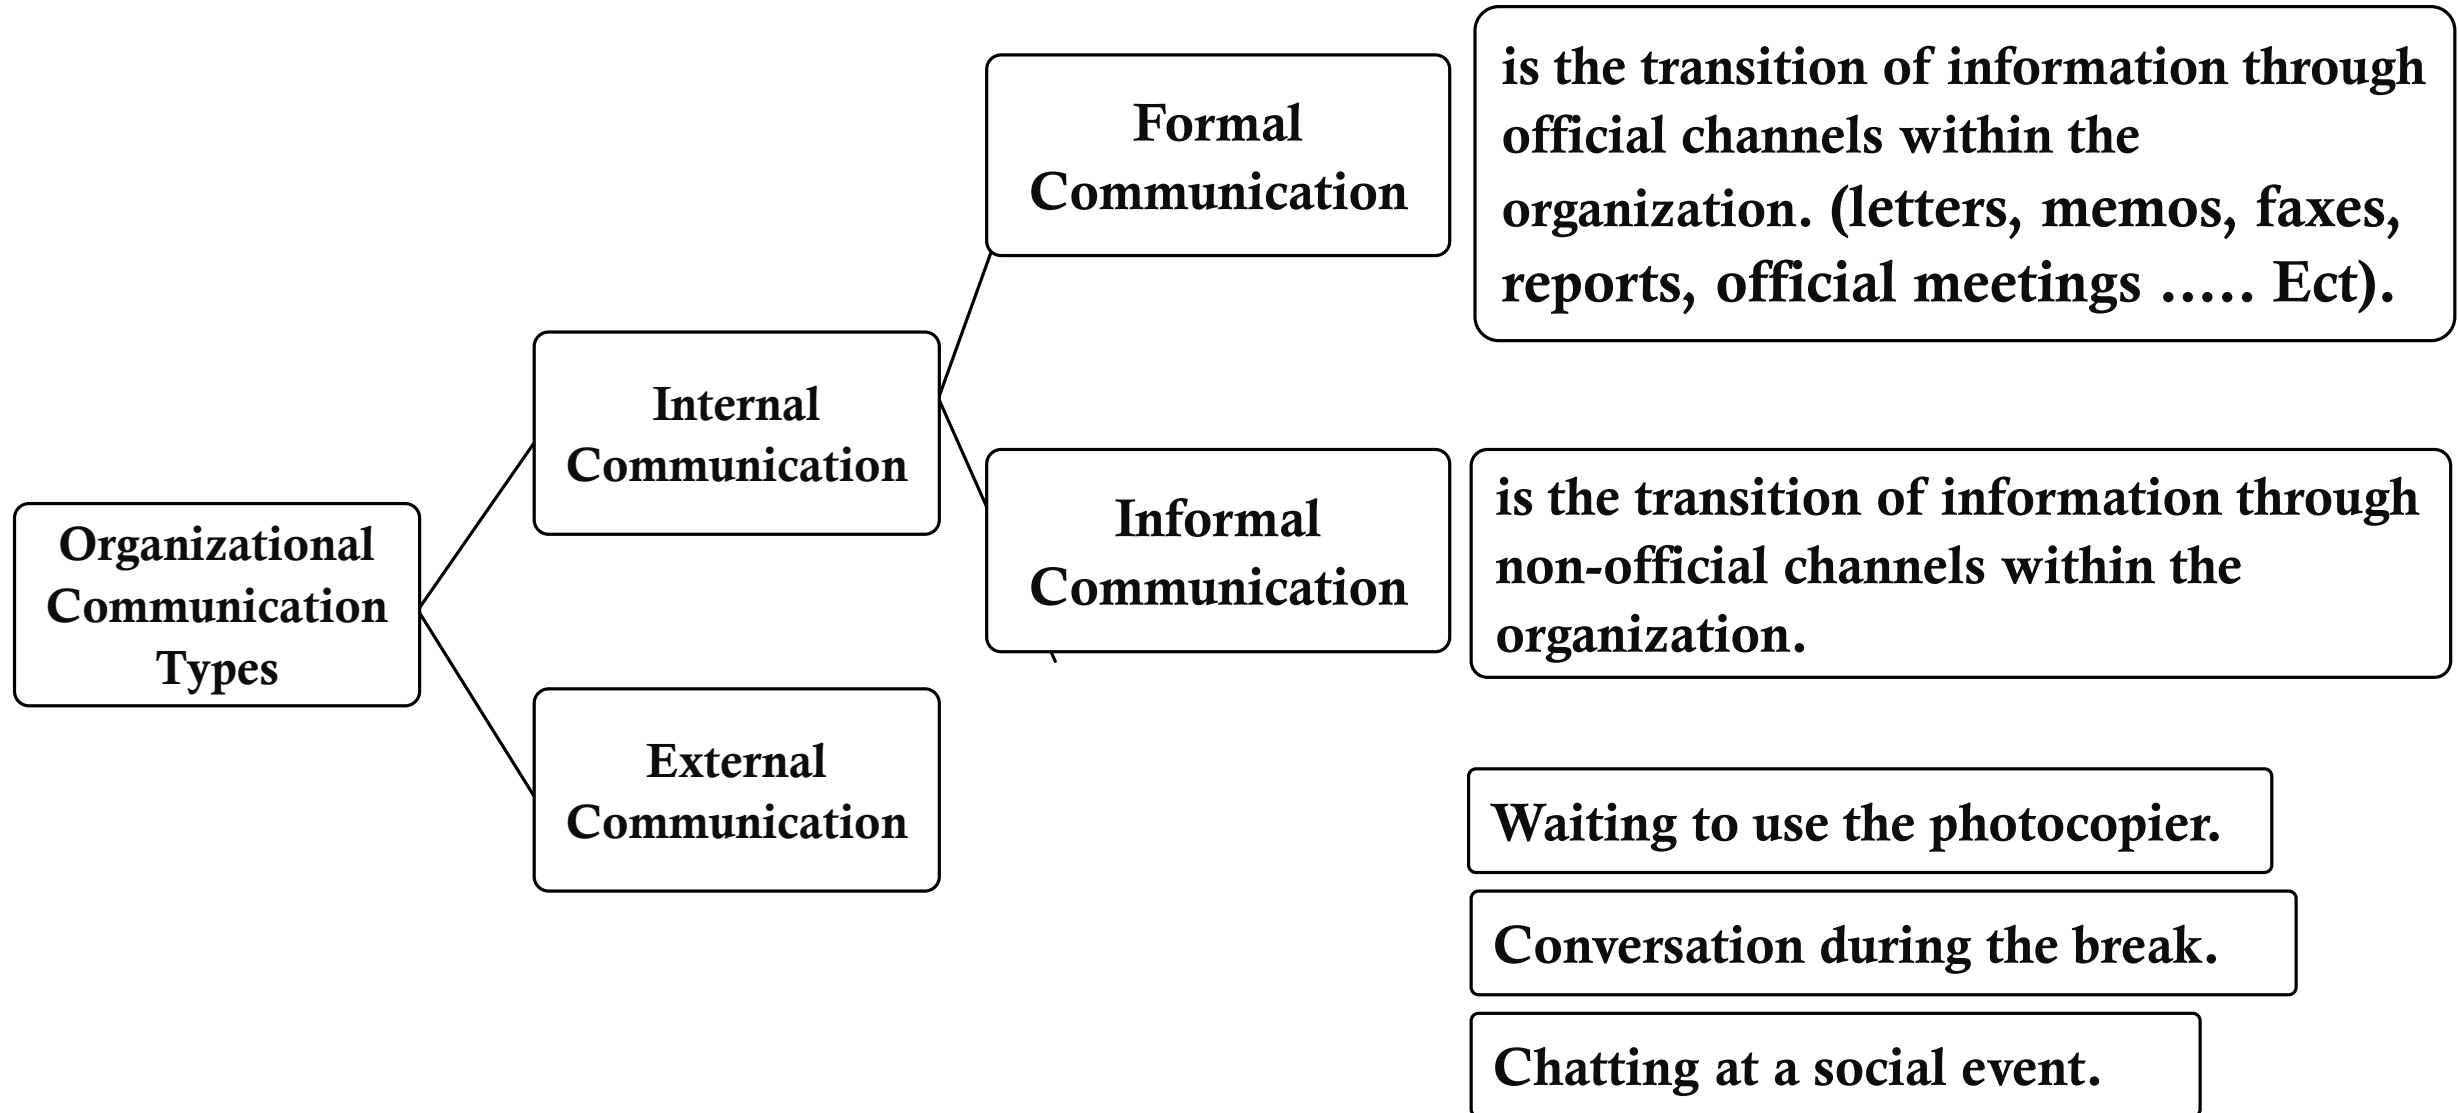 Organizational
Communication
Types
Internal
Communication
External
Communication
Formal
Communication
is the transition of information through
official channels within the
organization. (letters, memos, faxes,
reports, official meetings ..... Ect).
Informal
Communication
is the transition of information through
non-official channels within the
organization.
Waiting to use the photocopier.
Conversation during the break.
Chatting at a social event.